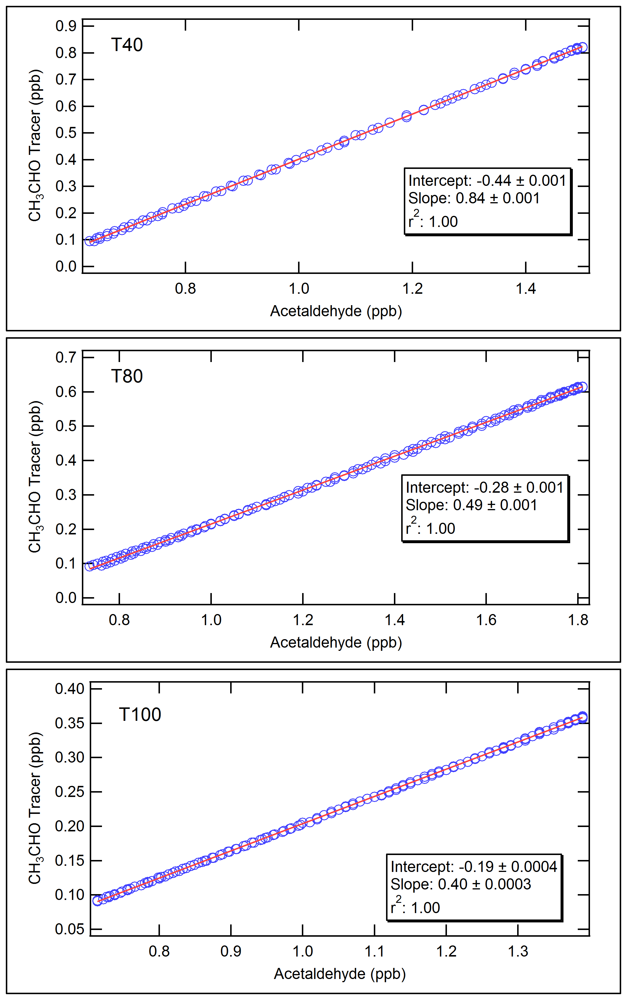 T40
0.9
0.8
0.7
0.6
0.5
0.4
0.3
0.2
0.1
0.0
CH₃CHO Tracer (ppb)
Intercept: -0.44 ± 0.001
Slope: 0.84 ± 0.001
r²: 1.00
0.8 1.0 1.2 1.4
Acetaldehyde (ppb)
T80
0.7
0.6
0.5
0.4
0.3
0.2
0.1
0.0
CH₃CHO Tracer (ppb)
Intercept: -0.28 ± 0.001
Slope: 0.49 ± 0.001
r²: 1.00
0.8 1.0 1.2 1.4 1.6 1.8
Acetaldehyde (ppb)
T100
0.40
0.35
0.30
0.25
0.20
0.15
0.10
0.05
CH₃CHO Tracer (ppb)
Intercept: -0.19 ± 0.0004
Slope: 0.40 ± 0.0003
r²: 1.00
0.8 0.9 1.0 1.1 1.2 1.3
Acetaldehyde (ppb)